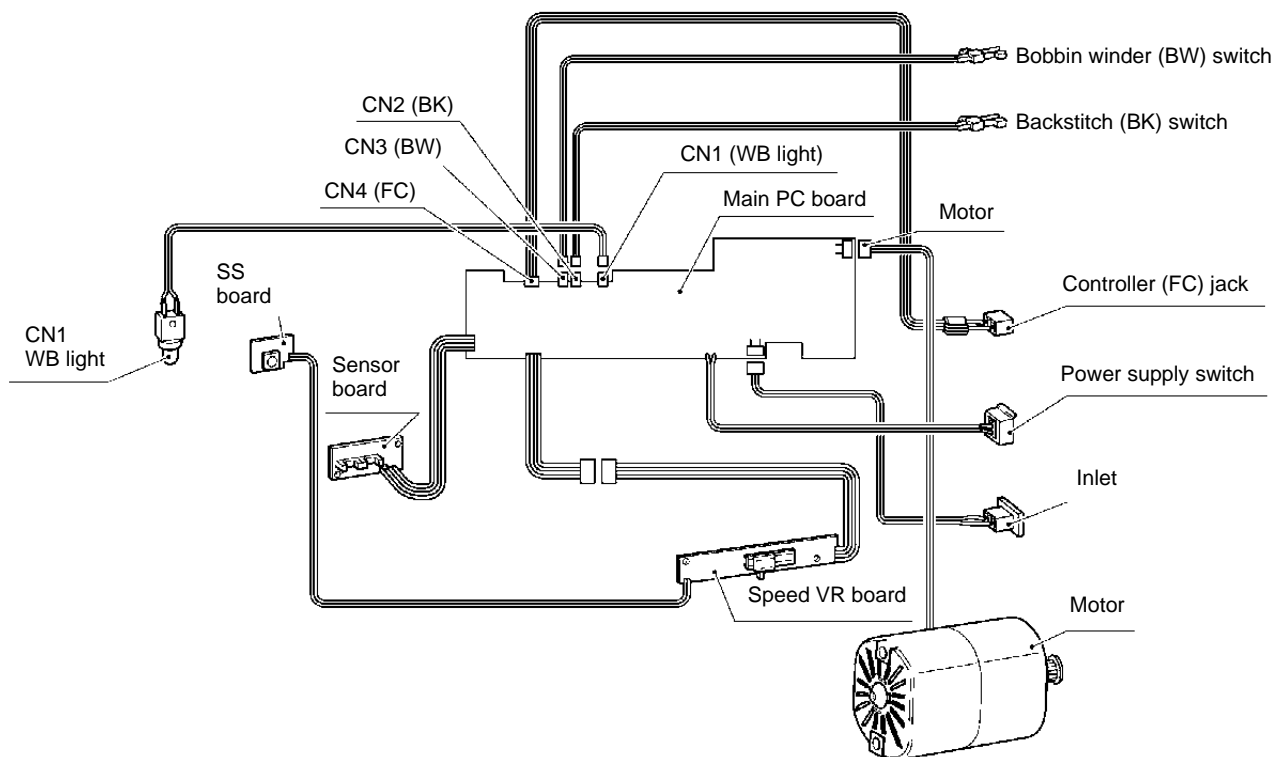 Bobbin winder (BW) switch
CN2 (BK)
Backstitch (BK) switch
CN3 (BW)
CN1 (WB light)
CN4 (FC)
Main PC board
Motor
SS
board
Controller (FC) jack
CN1
WB light
Sensor
board
Power supply switch
Inlet
Speed VR board
Motor